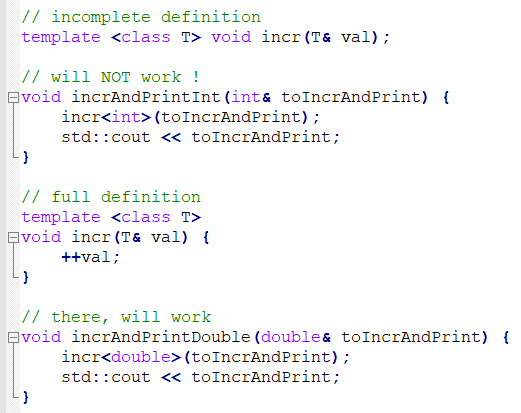 // incomplete definition
template <class T> void incr(T& val);
// will NOT work !
void incrAndPrintInt(int& toIncrAndPrint) {
incr<int>(toIncrAndPrint);
std::cout << toIncrAndPrint;
}
// full definition
template <class T>
void incr(T& val) {
++val;
}
// there, will work
void incrAndPrintDouble(double& toIncrAndPrint) {
incr<double>(toIncrAndPrint);
std::cout << toIncrAndPrint;
}